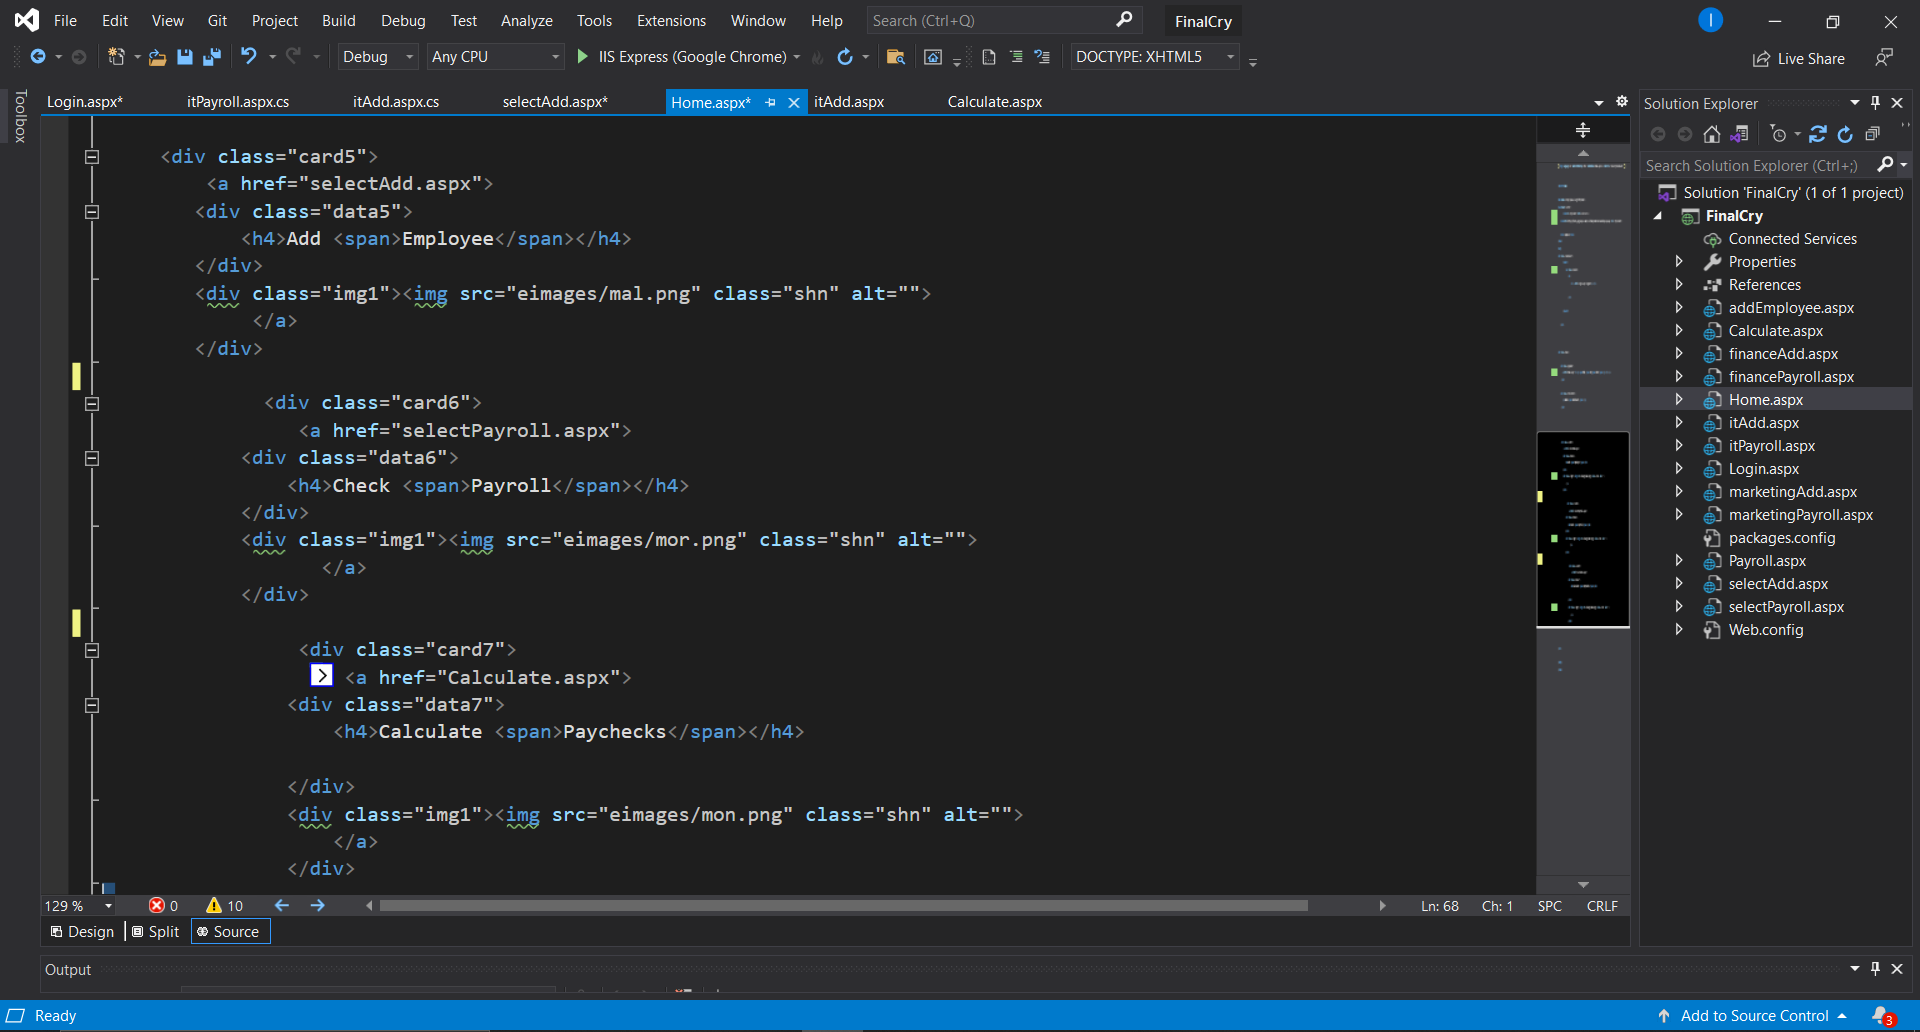 File Edit View Git Project Build Debug Test Analyze Tools Extensions Window Help Search (Ctrl+Q) FinalCry I
Debug Any CPU IIS Express (Google Chrome) DOCTYPE: XHTML5 Live Share
Toolbox
Login.aspx* itPayroll.aspx.cs itAdd.aspx.cs selectAdd.aspx* Home.aspx* itAdd.aspx Calculate.aspx
<div class="card5">
<a href="selectAdd.aspx">
<div class="data5">
<h4>Add <span>Employee</span></h4>
</div>
<div class="img1"><img src="eimages/mal.png" class="shn" alt="">
</a>
</div>
<div class="card6">
<a href="selectPayroll.aspx">
<div class="data6">
<h4>Check <span>Payroll</span></h4>
</div>
<div class="img1"><img src="eimages/mor.png" class="shn" alt="">
</a>
</div>
<div class="card7">
<a href="Calculate.aspx">
<div class="data7">
<h4>Calculate <span>Paychecks</span></h4>
</div>
<div class="img1"><img src="eimages/mon.png" class="shn" alt="">
</a>
</div>
129 % 0 10 Ln: 68 Ch: 1 SPC CRLF
Design Split Source
Output
Solution Explorer
Search Solution Explorer (Ctrl+;)
Solution 'FinalCry' (1 of 1 project)
FinalCry
Connected Services
Properties
References
addEmployee.aspx
Calculate.aspx
financeAdd.aspx
financePayroll.aspx
Home.aspx
itAdd.aspx
itPayroll.aspx
Login.aspx
marketingAdd.aspx
marketingPayroll.aspx
packages.config
Payroll.aspx
selectAdd.aspx
selectPayroll.aspx
Web.config
Ready Add to Source Control 3